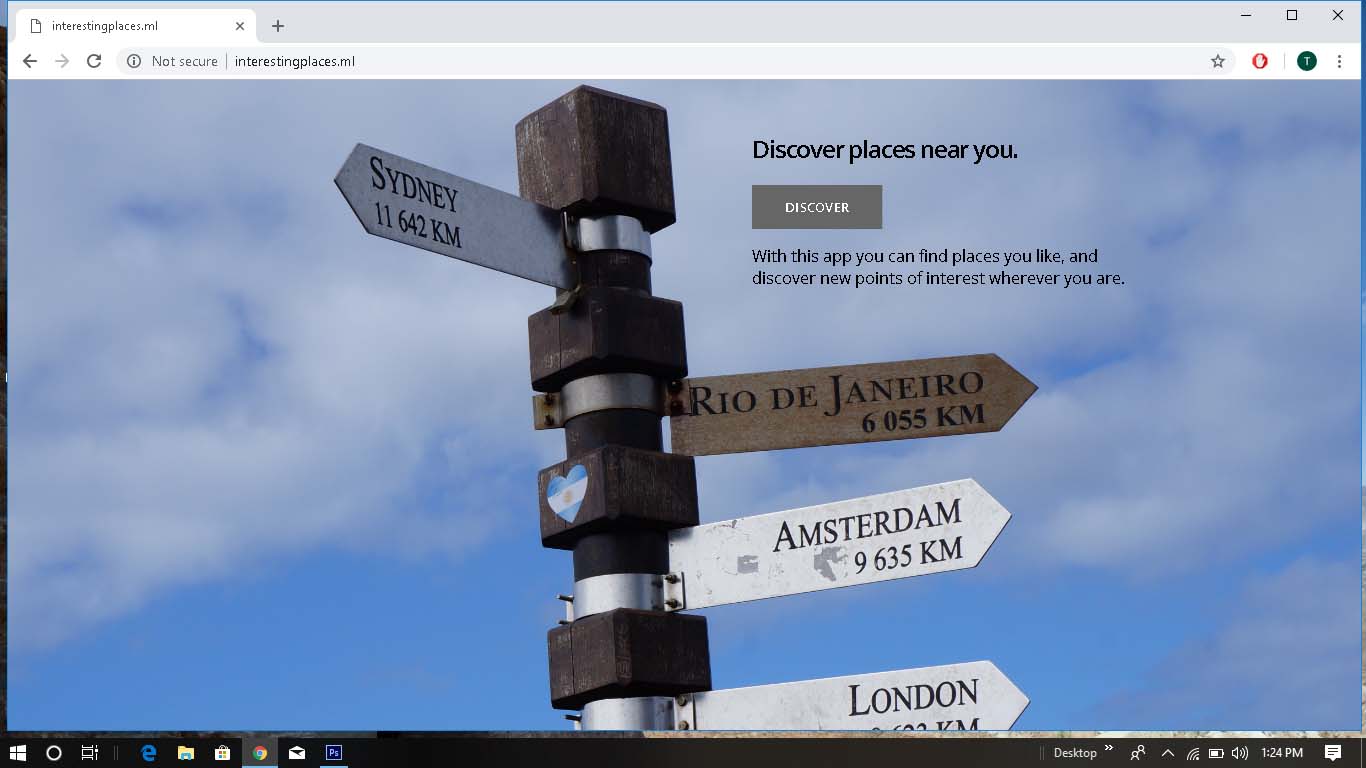 interestingplaces.ml
Not secure
interestingplaces.ml
T
Discover places near you.
DISCOVER
With this app you can find places you like, and
discover new points of interest wherever you are.
SYDNEY
11 642 KM
RIO DE JANEIRO
6 055 KM
AMSTERDAM
9 635 KM
LONDON
KM
Ps
Desktop
1:24 PM